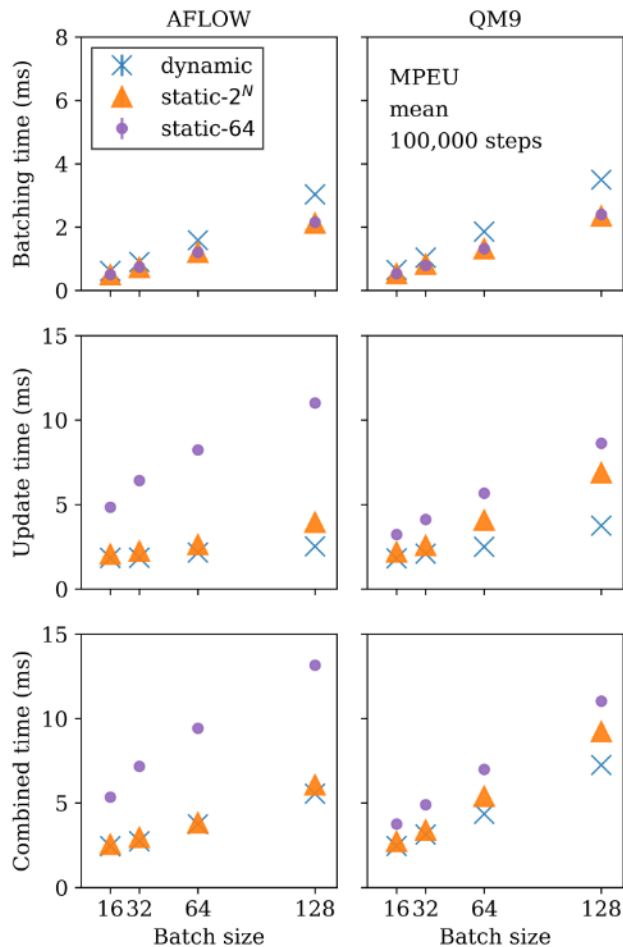 AFLOW
QM9
Batching time (ms)
8
6
4
2
0
dynamic
static-2^N
static-64
MPEU
mean
100,000 steps
Update time (ms)
15
10
5
0
Combined time (ms)
15
10
5
0
16 32 64 128
16 32 64 128
Batch size
Batch size